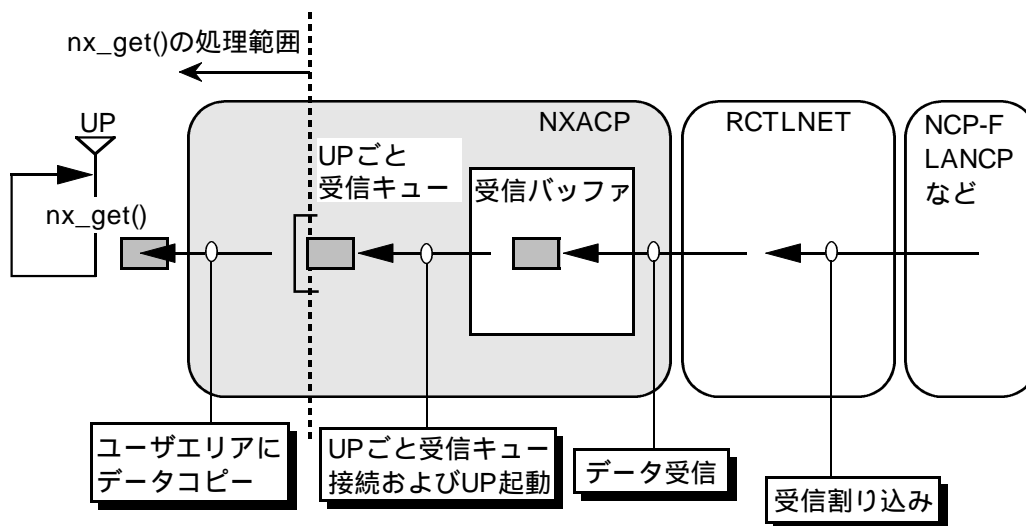 nx_get()の処理範囲
UP
nx_get()
NXACP
UPごと
受信キュー
受信バッファ
RCTLNET
NCP-F
LANCP
など
ユーザエリアに
データコピー
UPごと受信キュー
接続およびUP起動
データ受信
受信割り込み